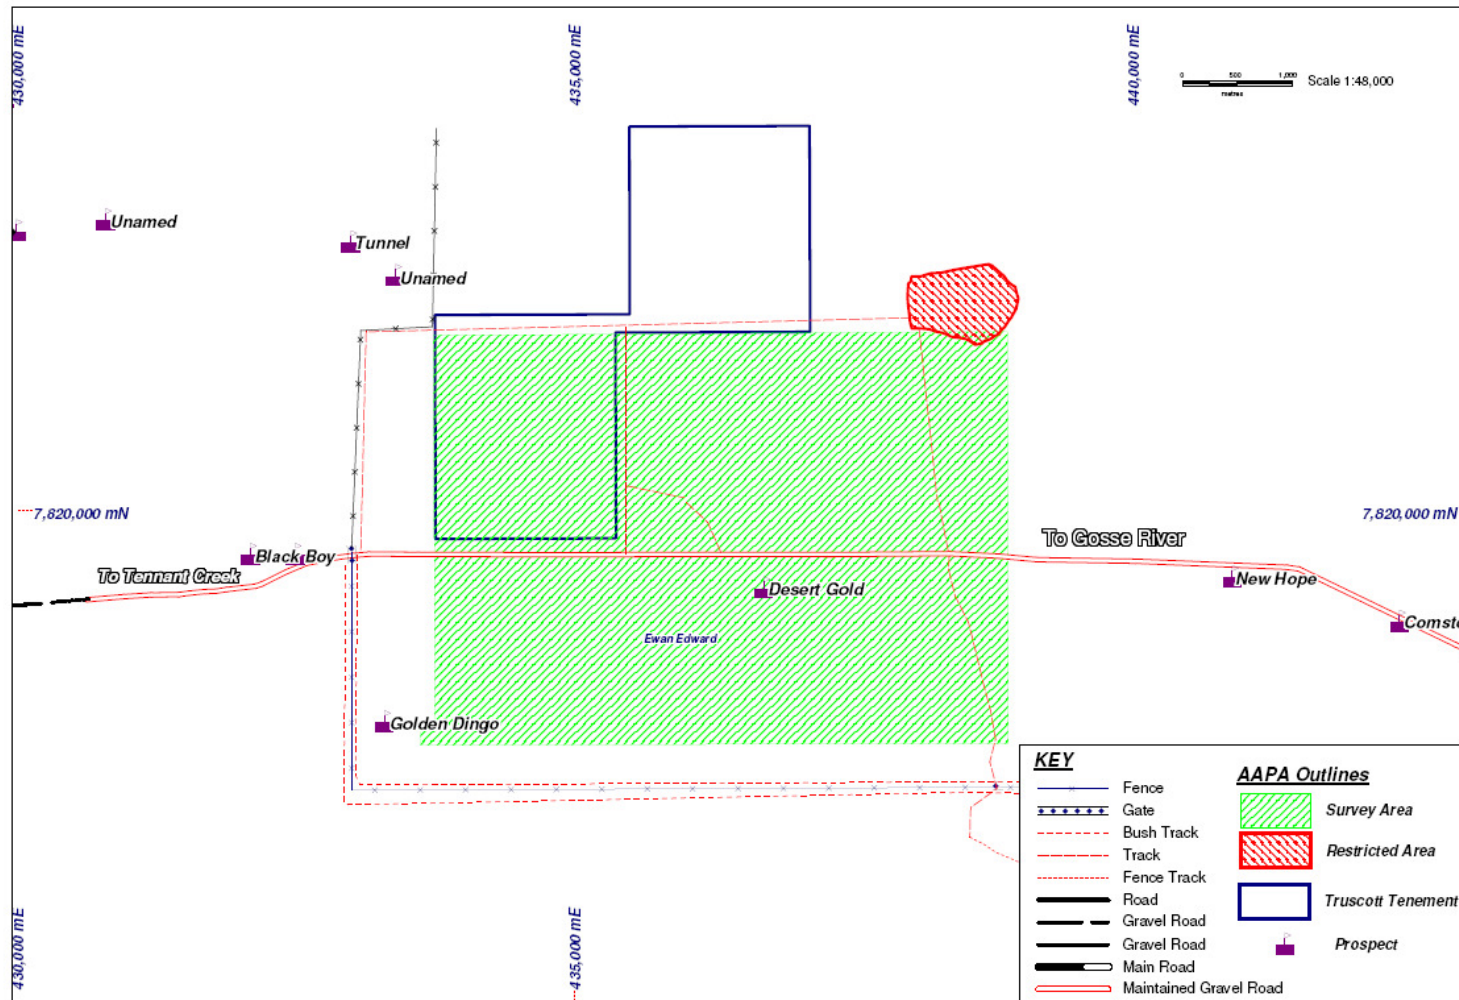 430,000 mE
435,000 mE
440,000 mE
0 500 1,000
metres
Scale 1:48,000
Unamed
Tunnel
Unamed
7,820,000 mN
7,820,000 mN
To Gosse River
Black Boy
To Tennant Creek
Desert Gold
New Hope
Comsto
Ewan Edward
Golden Dingo
KEY
Fence
Gate
Bush Track
Track
Fence Track
Road
Gravel Road
Gravel Road
Main Road
Maintained Gravel Road
AAPA Outlines
Survey Area
Restricted Area
Truscott Tenement
Prospect
430,000 mE
435,000 mE